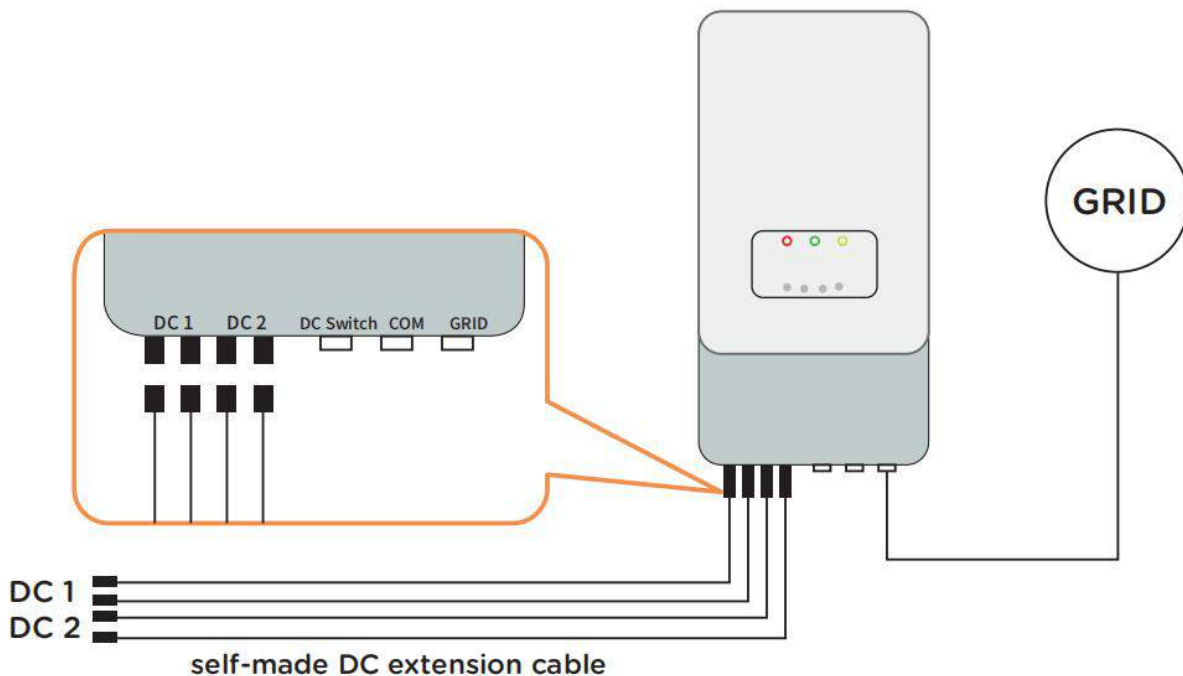 GRID
DC 1 DC 2 DC Switch COM GRID
DC 1
DC 2
self-made DC extension cable